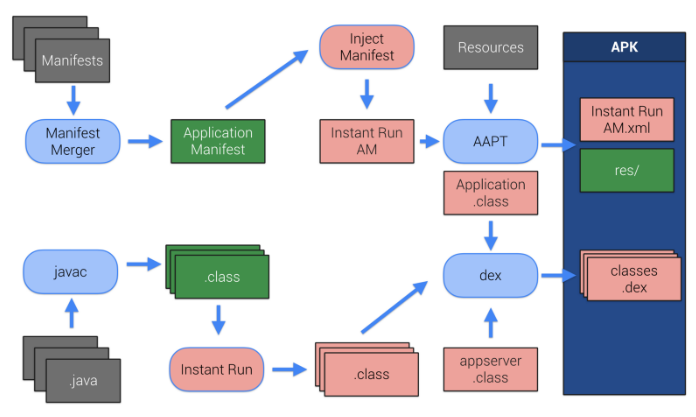 Manifests
Manifest
Merger
Application
Manifest
Inject
Manifest
Instant Run
AM
Resources
AAPT
APK
Instant Run
AM.xml
res/
Application
.class
javac
.class
dex
classes
.dex
.java
Instant Run
.class
appserver
.class